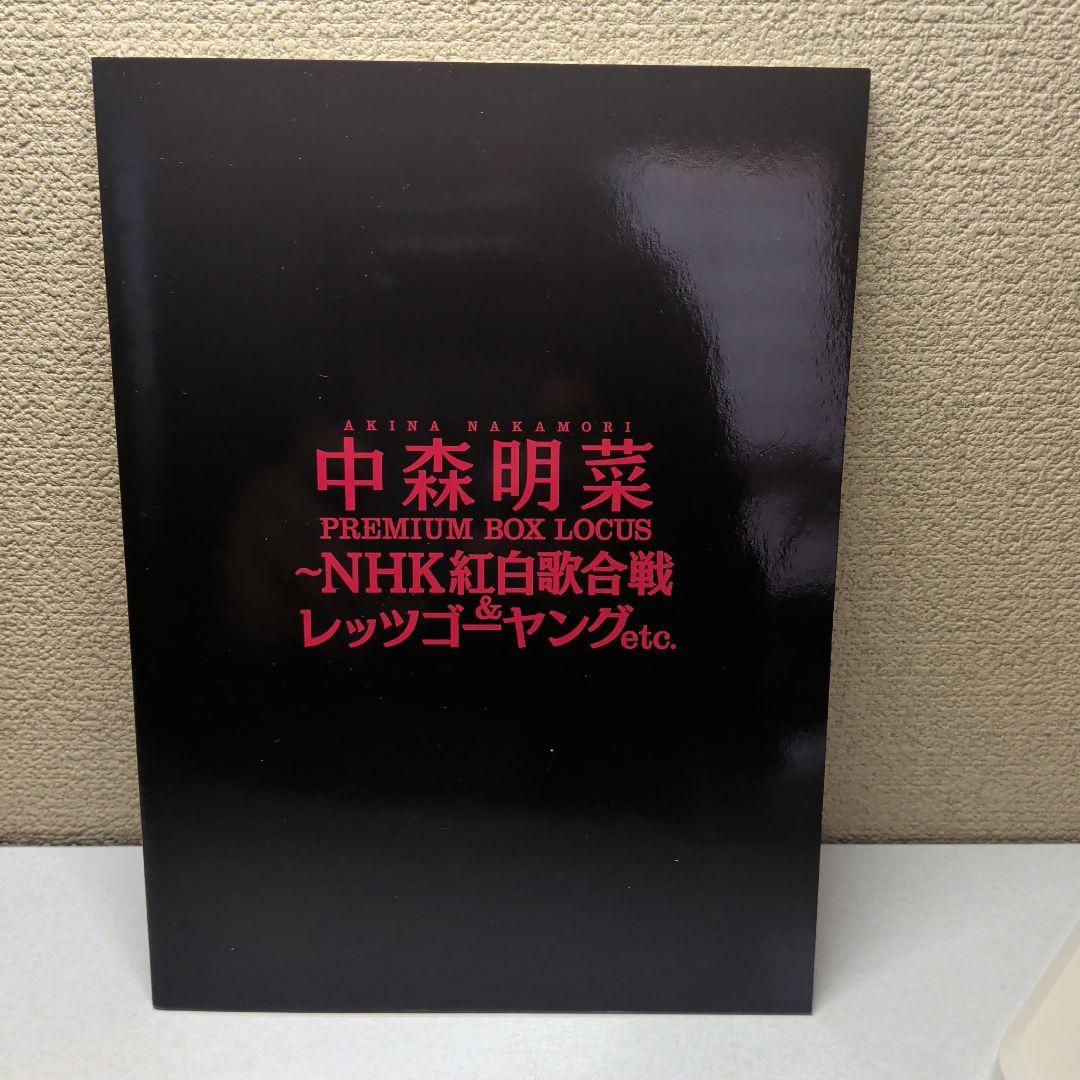 AKINA NAKAMORI
中森明菜
PREMIUM BOX LOCUS
~NHK紅白歌合戦
&
レッツゴーヤングetc.